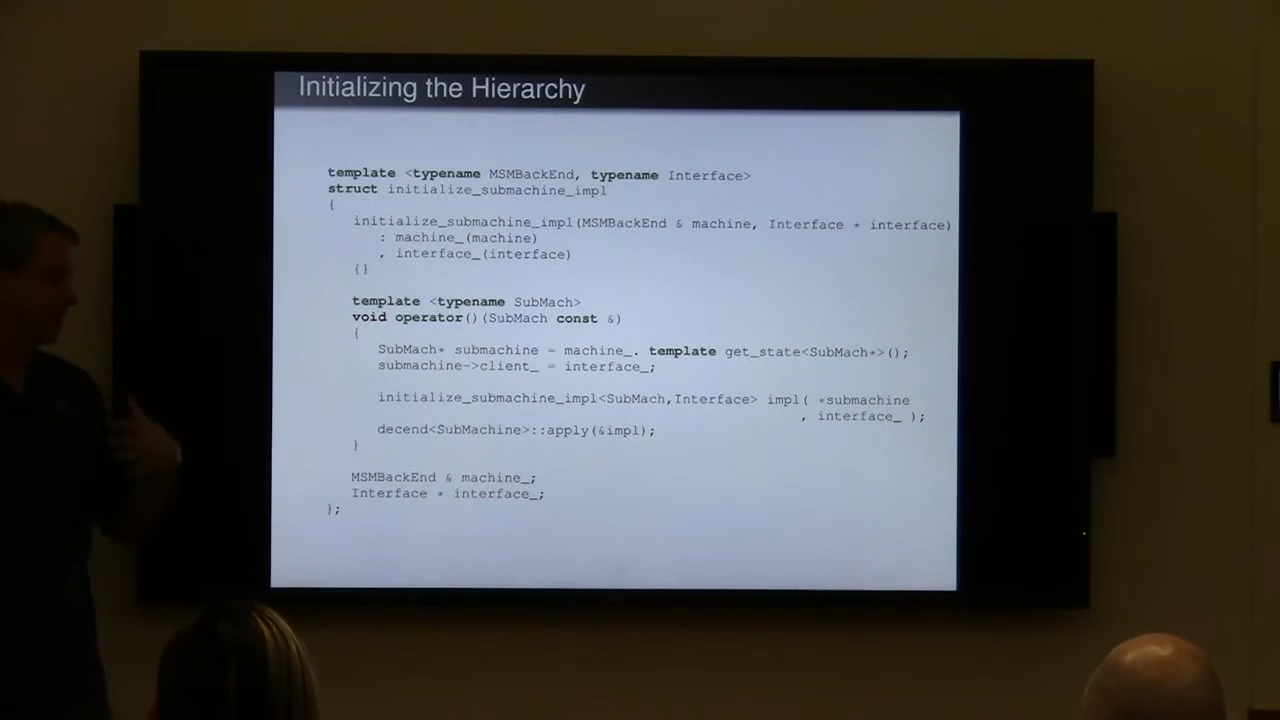 Initializing the Hierarchy
template <typename MSMBackEnd, typename Interface>
struct initialize_submachine_impl
{
initialize_submachine_impl(MSMBackEnd & machine, Interface * interface)
: machine_(machine)
, interface_(interface)
{}
template <typename SubMach>
void operator()(SubMach const &)
{
SubMach* submachine = machine_. template get_state<SubMach*>();
submachine->client_ = interface_;
initialize_submachine_impl<SubMach,Interface> impl( *submachine
, interface_ );
decend<SubMachine>::apply(&impl);
}
MSMBackEnd & machine_;
Interface * interface_;
};